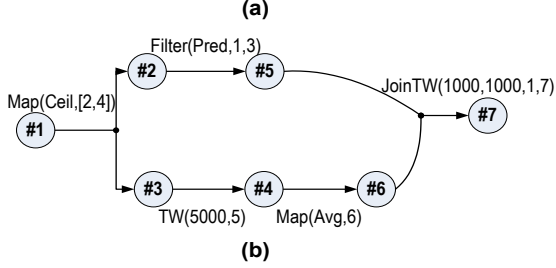 (a)
Filter(Pred,1,3)
#2
#5
JoinTW(1000,1000,1,7)
Map(Ceil,[2,4])
#1
#7
#3
#4
#6
TW(5000,5)
Map(Avg,6)
(b)